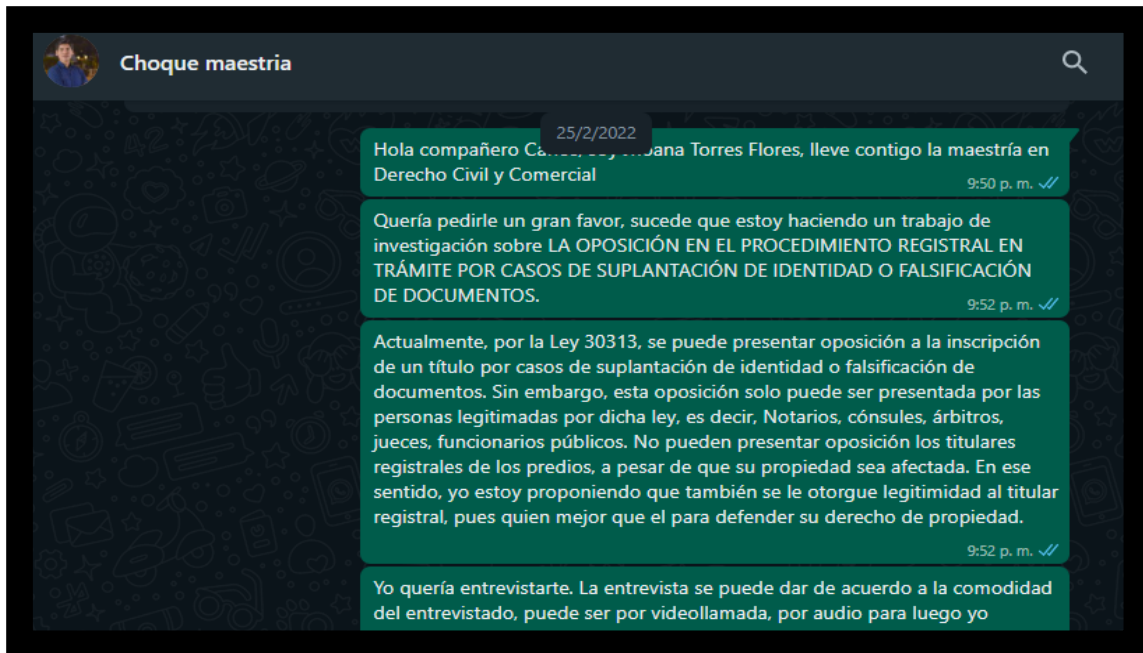 Choque maestria
25/2/2022
Hola compañero Torres Flores, lleve contigo la maestría en
Derecho Civil y Comercial
9:50 p. m.
Quería pedirle un gran favor, sucede que estoy haciendo un trabajo de
investigación sobre LA OPOSICIÓN EN EL PROCEDIMIENTO REGISTRAL EN
TRÁMITE POR CASOS DE SUPLANTACIÓN DE IDENTIDAD O FALSIFICACIÓN
DE DOCUMENTOS.
9:52 p. m.
Actualmente, por la Ley 30313, se puede presentar oposición a la inscripción
de un título por casos de suplantación de identidad o falsificación de
documentos. Sin embargo, esta oposición solo puede ser presentada por las
personas legitimadas por dicha ley, es decir, Notarios, cónsules, árbitros,
jueces, funcionarios públicos. No pueden presentar oposición los titulares
registrales de los predios, a pesar de que su propiedad sea afectada. En ese
sentido, yo estoy proponiendo que también se le otorgue legitimidad al titular
registral, pues quien mejor que el para defender su derecho de propiedad.
9:52 p. m.
Yo quería entrevistarte. La entrevista se puede dar de acuerdo a la comodidad
del entrevistado, puede ser por videollamada, por audio para luego yo